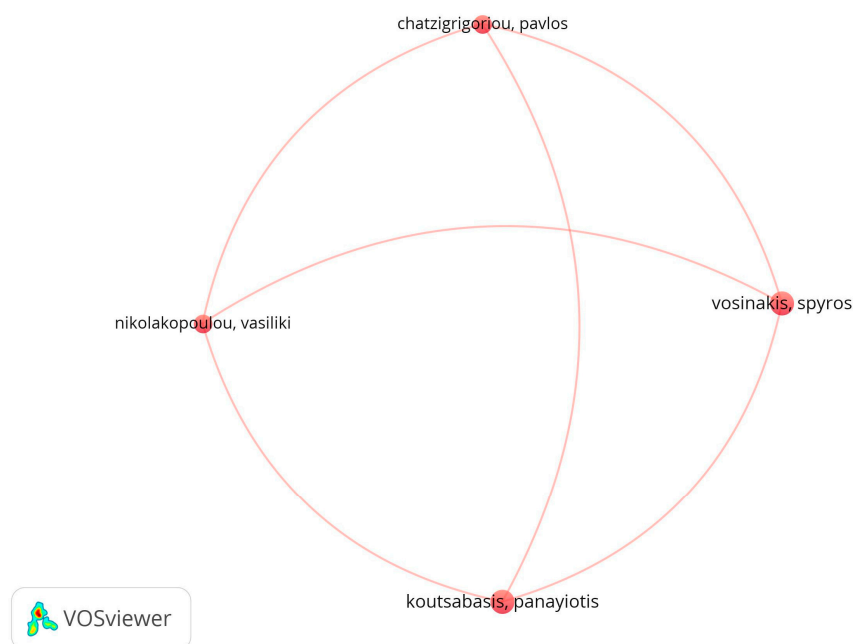 chatzigrigoriou, pavlos
vosinakis, spyros
nikolakopoulou, vasiliki
koutsabasis, panayiotis
VOSviewer